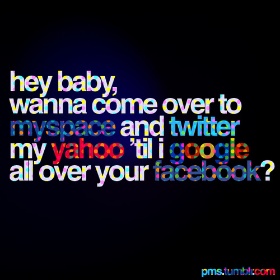 hey baby,
wanna come over to
myspace and twitter
my yahoo 'til i google
all over your facebook?
pms.tumblr.com